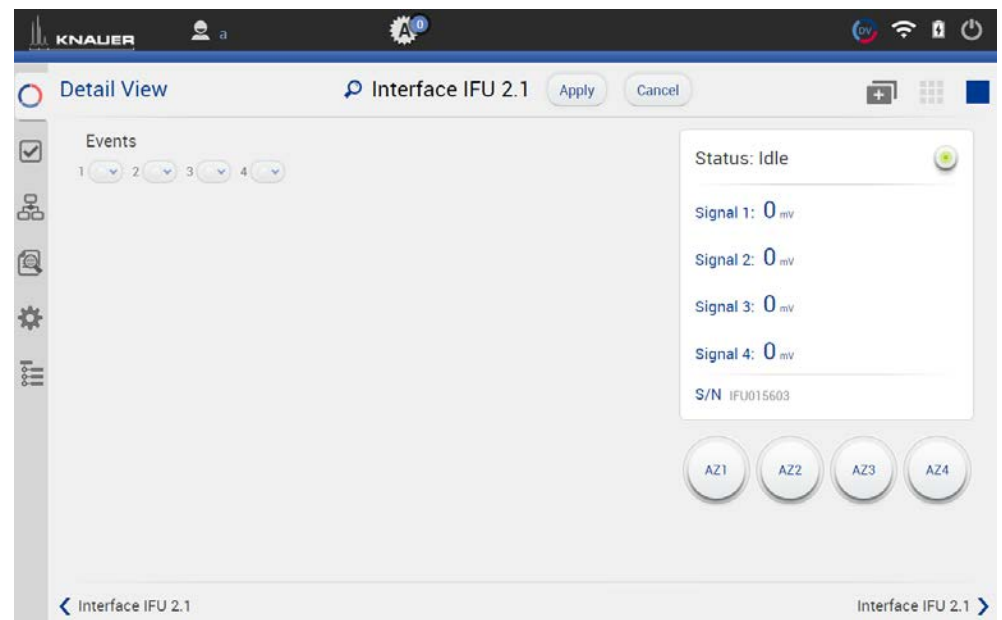 KNAUER a 0 DV
Detail View Interface IFU 2.1 Apply Cancel
Events
1 2 3 4
Status: Idle
Signal 1: 0 mV
Signal 2: 0 mV
Signal 3: 0 mV
Signal 4: 0 mV
S/N IFU015603
AZ1 AZ2 AZ3 AZ4
Interface IFU 2.1 Interface IFU 2.1